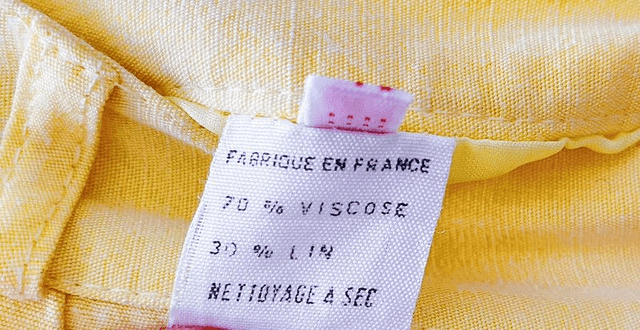 FABRIQUE EN FRANCE
70 % VISCOSE
30 % LIN
NETTOYAGE A SEC